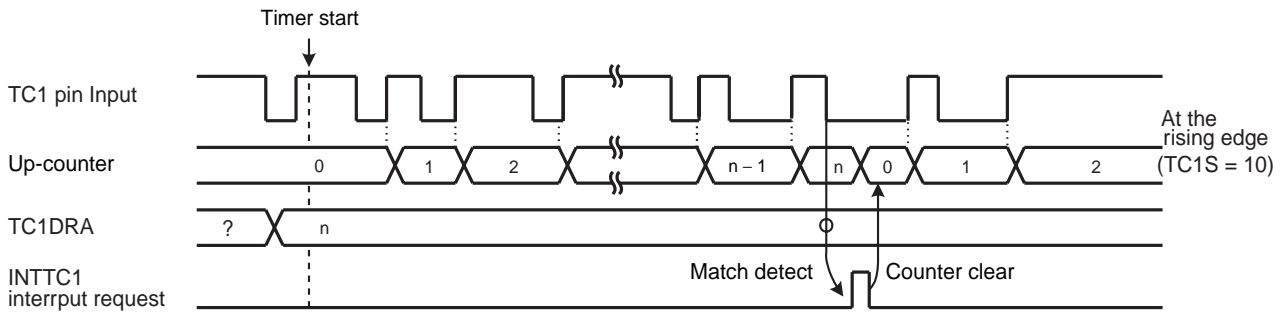 Timer start
TC1 pin Input
At the
rising edge
(TC1S = 10)
Up-counter
0 1 2 n – 1 n 0 1 2
TC1DRA
? n
Match detect Counter clear
INTTC1
interrput request